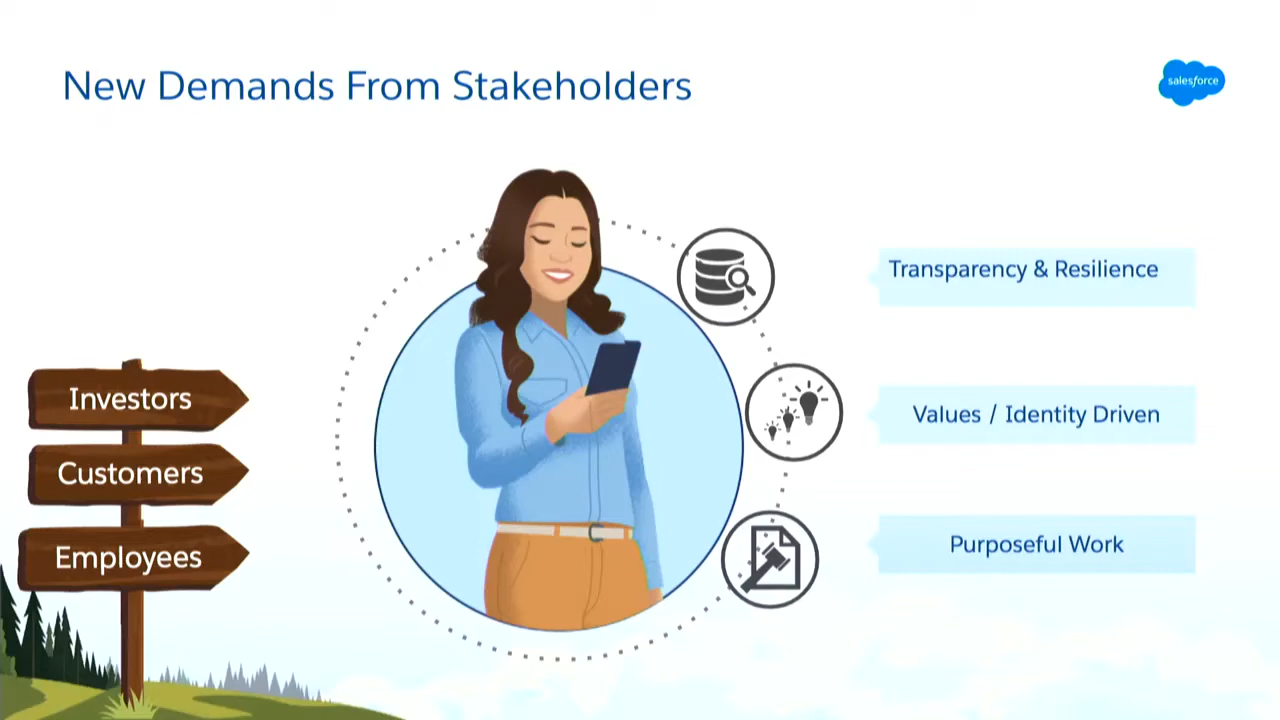 New Demands From Stakeholders
salesforce
Investors
Customers
Employees
Transparency & Resilience
Values / Identity Driven
Purposeful Work